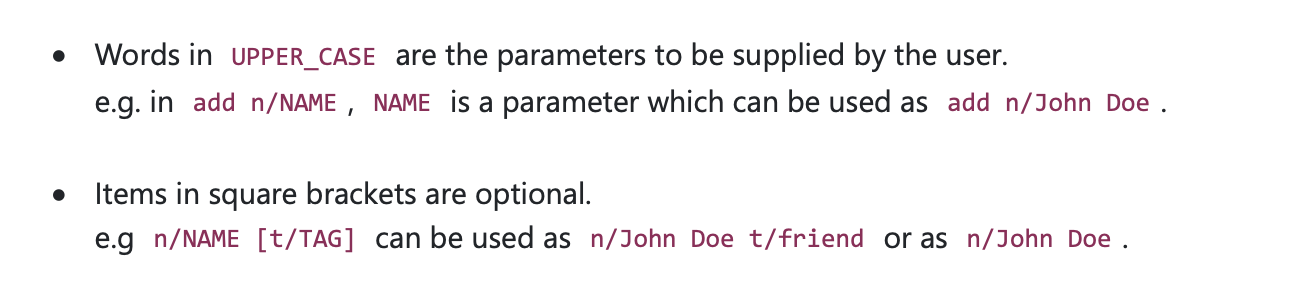 • Words in UPPER_CASE are the parameters to be supplied by the user.
e.g. in add n/NAME , NAME is a parameter which can be used as add n/John Doe .
• Items in square brackets are optional.
e.g n/NAME [t/TAG] can be used as n/John Doe t/friend or as n/John Doe .